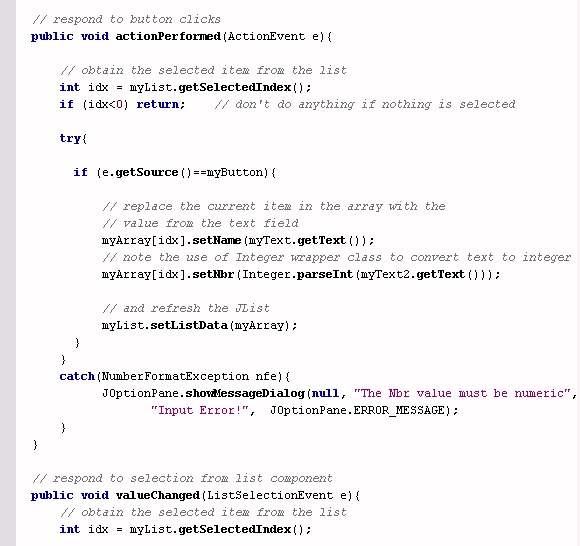 // respond to button clicks
public void actionPerformed(ActionEvent e){
// obtain the selected item from the list
int idx = myList.getSelectedIndex();
if (idx<0) return;    // don't do anything if nothing is selected
try{
if (e.getSource()==myButton){
// replace the current item in the array with the
// value from the text field
myArray[idx].setName(myText.getText());
// note the use of Integer wrapper class to convert text to integer
myArray[idx].setNbr(Integer.parseInt(myText2.getText()));
// and refresh the JList
myList.setListData(myArray);
}
}
catch(NumberFormatException nfe){
JOptionPane.showMessageDialog(null, "The Nbr value must be numeric",
"Input Error!",  JOptionPane.ERROR_MESSAGE);
}
}
// respond to selection from list component
public void valueChanged(ListSelectionEvent e){
// obtain the selected item from the list
int idx = myList.getSelectedIndex();